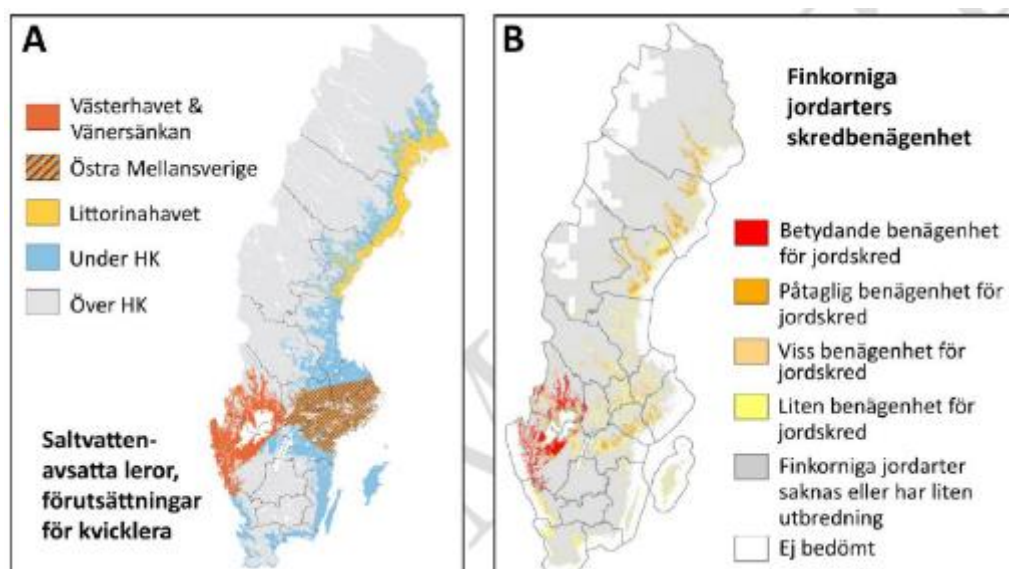 A
Västerhavet &
Vänersänkan
Östra Mellansverige
Littorinahavet
Under HK
Över HK
Saltvatten-
avsatta leror,
förutsättningar
för kvicklera
B
Finkorniga
jordarters
skredbenägenhet
Betydande benägenhet
för jordskred
Påtaglig benägenhet för
jordskred
Viss benägenhet för
jordskred
Liten benägenhet för
jordskred
Finkorniga jordarter
saknas eller har liten
utbredning
Ej bedömt